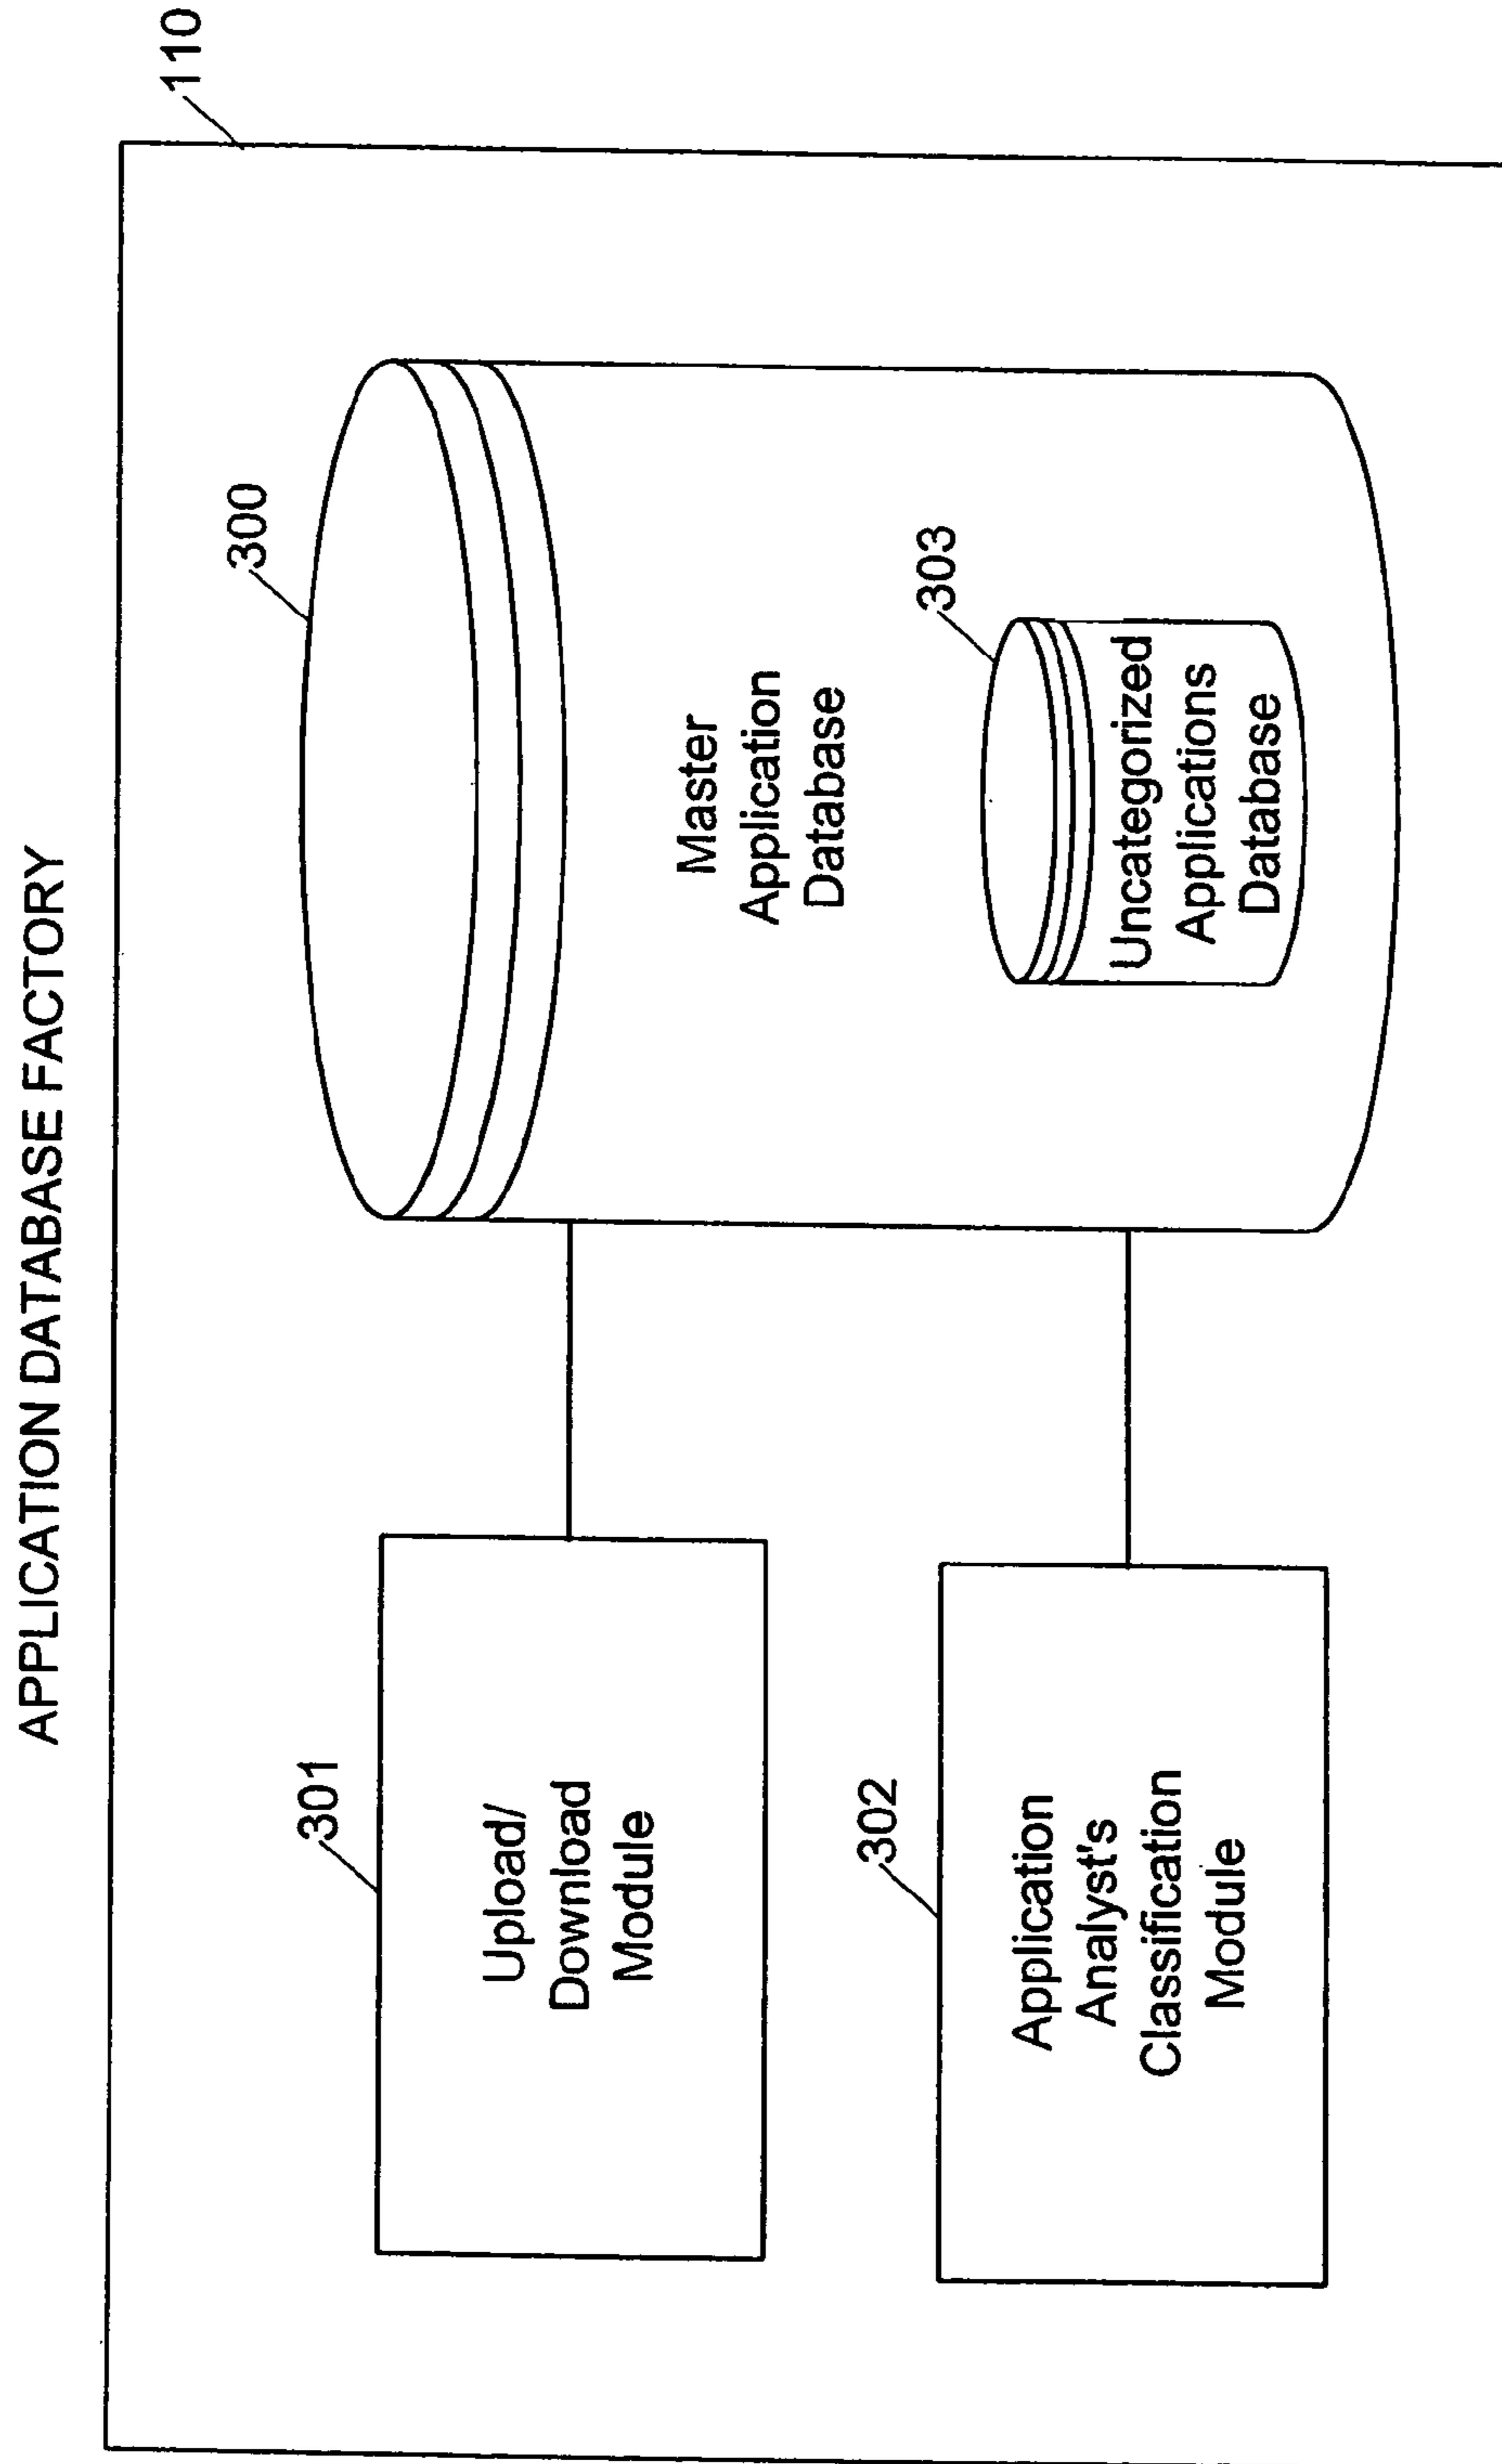 APPLICATION DATABASE FACTORY
110
301
Upload/
Download
Module
302
Application
Analyst's
Classification
Module
300
Master
Application
Database
303
Uncategorized
Applications
Database